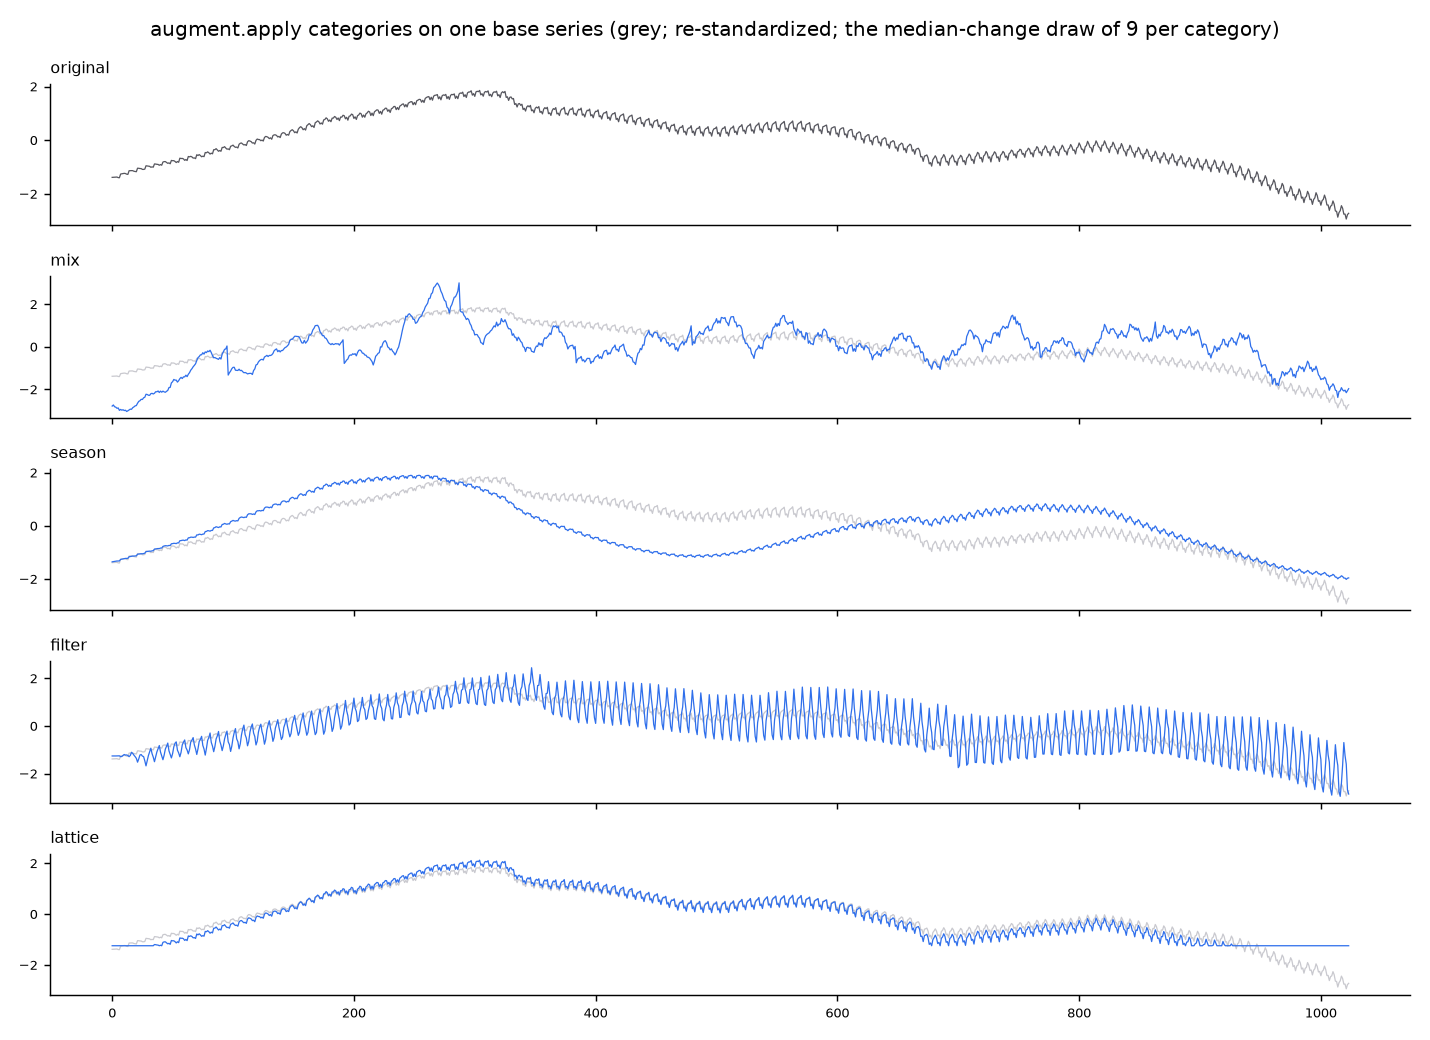 augment.apply categories on one base series (grey; re-standardized; the median-change draw of 9 per category)
original
2
0
−2
mix
2
0
−2
season
2
0
−2
filter
2
0
−2
lattice
2
0
−2
0 200 400 600 800 1000